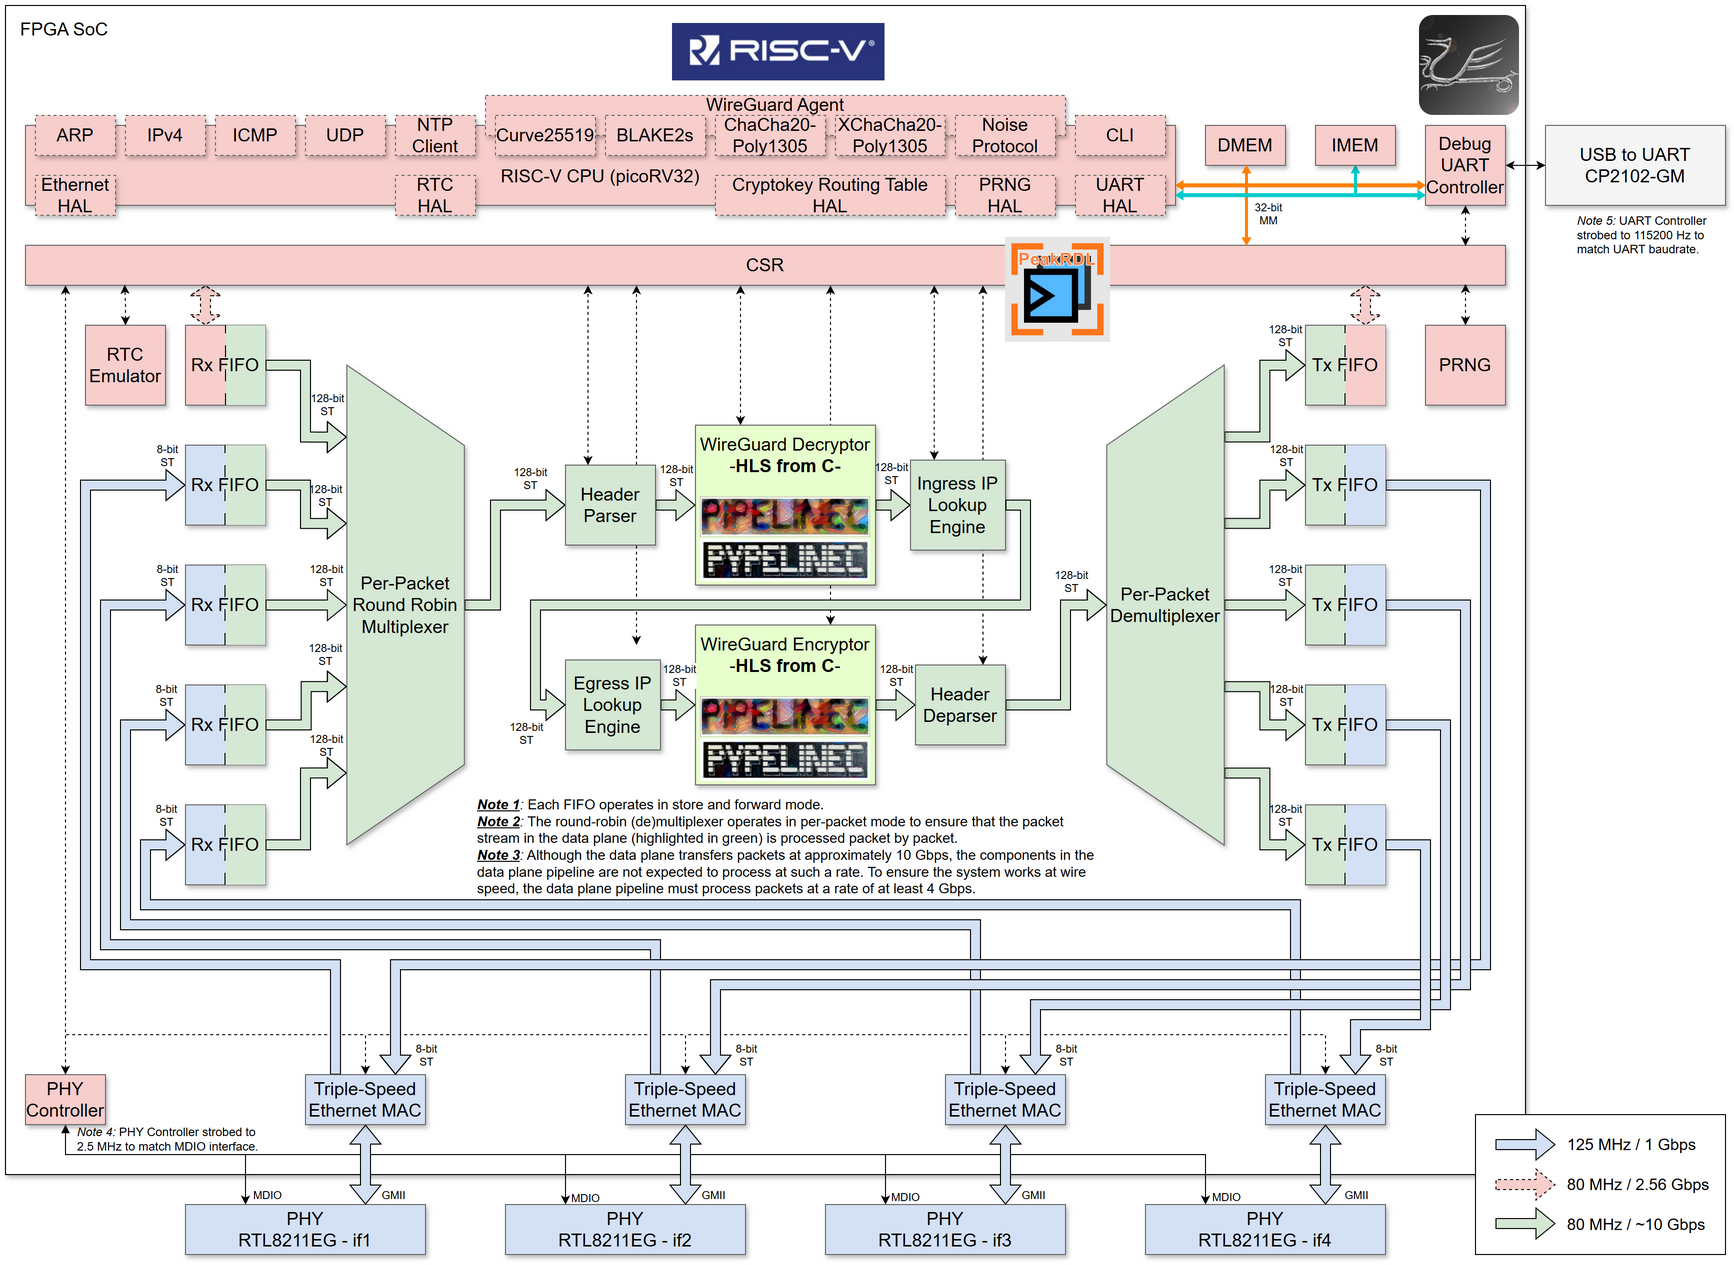 FPGA SoC
RISC-V®
WireGuard Agent
ARP
IPv4
ICMP
UDP
NTP
Client
Curve25519
BLAKE2s
ChaCha20-
Poly1305
XChaCha20-
Poly1305
Noise
Protocol
CLI
RISC-V CPU (picoRV32)
Ethernet
HAL
RTC
HAL
Cryptokey Routing Table
HAL
PRNG
HAL
UART
HAL
DMEM
IMEM
Debug
UART
Controller
USB to UART
CP2102-GM
32-bit
MM
Note 5: UART Controller
strobed to 115200 Hz to
match UART baudrate.
CSR
PeakRDL
RTC
Emulator
Rx FIFO
128-bit
ST
8-bit
ST
Rx FIFO
128-bit
ST
8-bit
ST
Rx FIFO
128-bit
ST
8-bit
ST
Rx FIFO
128-bit
ST
8-bit
ST
Rx FIFO
128-bit
ST
Per-Packet
Round Robin
Multiplexer
128-bit
ST
Header
Parser
128-bit
ST
WireGuard Decryptor
-HLS from C-
PIPELINEC
PYPELINEC
128-bit
ST
Ingress IP
Lookup
Engine
128-bit
ST
Egress IP
Lookup
Engine
128-bit
ST
WireGuard Encryptor
-HLS from C-
PIPELINEC
PYPELINEC
128-bit
ST
Header
Deparser
128-bit
ST
Per-Packet
Demultiplexer
128-bit
ST
Tx FIFO
PRNG
128-bit
ST
Tx FIFO
128-bit
ST
Tx FIFO
128-bit
ST
Tx FIFO
128-bit
ST
Tx FIFO
Note 1: Each FIFO operates in store and forward mode.
Note 2: The round-robin (de)multiplexer operates in per-packet mode to ensure that the packet
stream in the data plane (highlighted in green) is processed packet by packet.
Note 3: Although the data plane transfers packets at approximately 10 Gbps, the components in the
data plane pipeline are not expected to process at such a rate. To ensure the system works at wire
speed, the data plane pipeline must process packets at a rate of at least 4 Gbps.
8-bit
ST
8-bit
ST
8-bit
ST
8-bit
ST
PHY
Controller
Triple-Speed
Ethernet MAC
Triple-Speed
Ethernet MAC
Triple-Speed
Ethernet MAC
Triple-Speed
Ethernet MAC
Note 4: PHY Controller strobed to
2.5 MHz to match MDIO interface.
MDIO
GMII
MDIO
GMII
MDIO
GMII
MDIO
GMII
PHY
RTL8211EG - if1
PHY
RTL8211EG - if2
PHY
RTL8211EG - if3
PHY
RTL8211EG - if4
125 MHz / 1 Gbps
80 MHz / 2.56 Gbps
80 MHz / ~10 Gbps